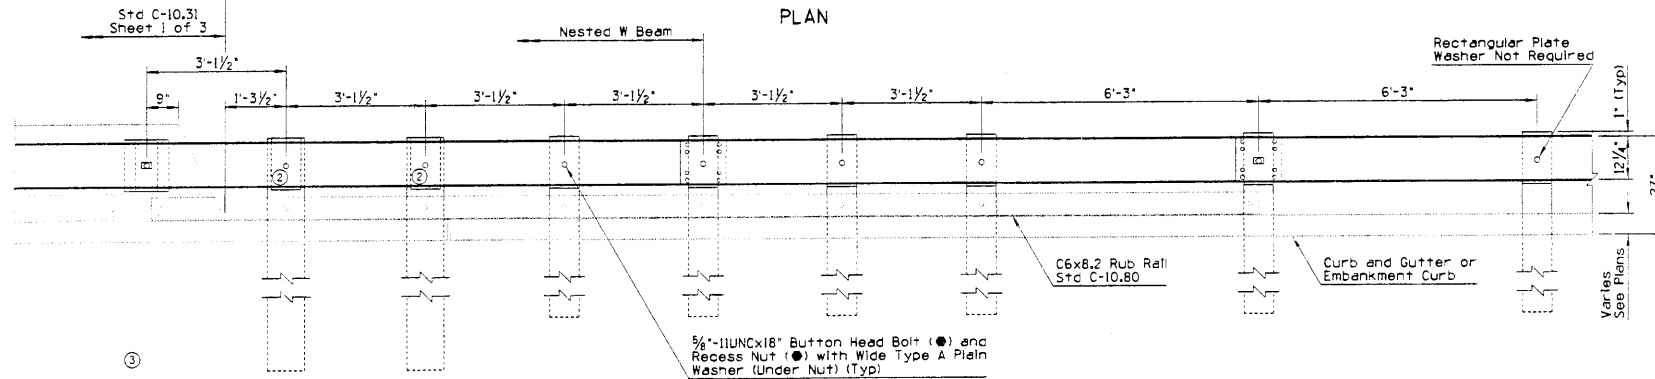 PLAN
Std C-10.31
Sheet 1 of 3
Nested W Beam
Rectangular Plate
Washer Not Required
3'-1½"
9"
1'-3½"
3'-1½"
3'-1½"
3'-1½"
3'-1½"
3'-1½"
6'-3"
6'-3"
1" (Typ)
12¼"
27"
2
2
C6x8.2 Rub Rail
Std C-10.80
Curb and Gutter or
Embankment Curb
Varies
See Plans
3
⅝"-11UNCx18" Button Head Bolt (●) and
Recess Nut (●) with Wide Type A Plain
Washer (Under Nut) (Typ)